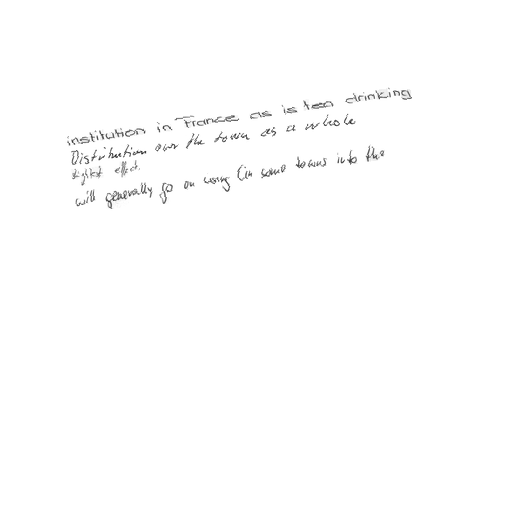 institution in France as is tea drinking
Distribution over the town as a whole
slightest effect.
will generally go on using (in some towns into the